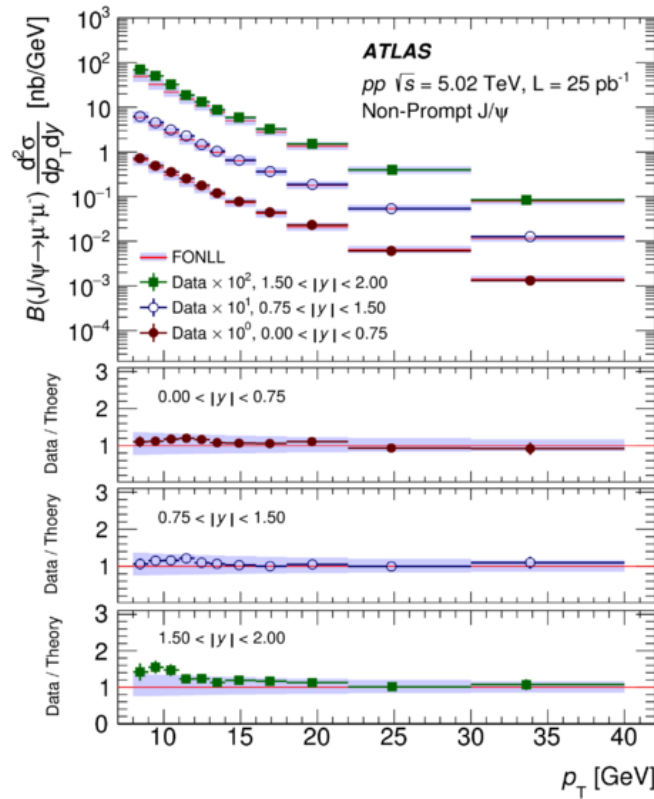 B(J/ψ→μ⁺μ⁻) d²σ/dp_T dy [nb/GeV]
10³
10²
10
1
10⁻¹
10⁻²
10⁻³
10⁻⁴
ATLAS
pp √s = 5.02 TeV, L = 25 pb⁻¹
Non-Prompt J/ψ
FONLL
Data × 10², 1.50 < |y| < 2.00
Data × 10¹, 0.75 < |y| < 1.50
Data × 10⁰, 0.00 < |y| < 0.75
Data / Thoery
3
2
1
0.00 < |y| < 0.75
Data / Thoery
3
2
1
0.75 < |y| < 1.50
Data / Theory
3
2
1
0
1.50 < |y| < 2.00
10 15 20 25 30 35 40
p_T [GeV]